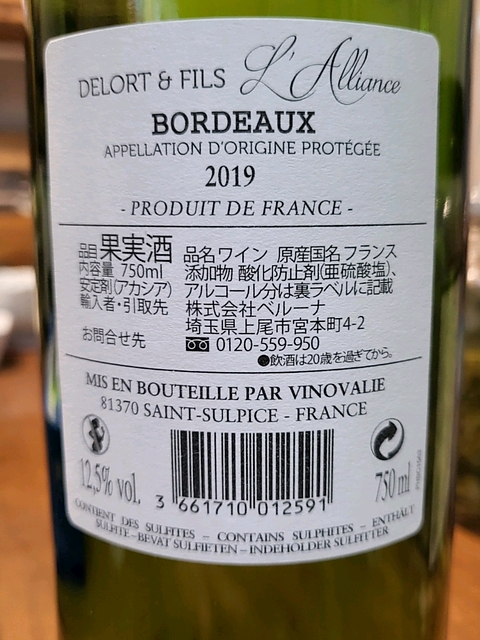 DELORT & FILS L'Alliance
BORDEAUX
APPELLATION D'ORIGINE PROTÉGÉE
2019
- PRODUIT DE FRANCE -
品目 果実酒 品名 ワイン 原産国名 フランス
内容量 750ml 添加物 酸化防止剤(亜硫酸塩)、
安定剤(アカシア) アルコール分は裏ラベルに記載
輸入者・引取先 株式会社ベルーナ
埼玉県上尾市宮本町4-2
お問合せ先 0120-559-950
●飲酒は20歳を過ぎてから。
MIS EN BOUTEILLE PAR VINOVALIE
81370 SAINT-SULPICE - FRANCE
12,5% vol. 750 ml
3 661710 012591
CONTIENT DES SULFITES – CONTAINS SULPHITES – ENTHÄLT
SULFITE-BEVAT SULFIETEN-INDEHOLDER SULFITTER